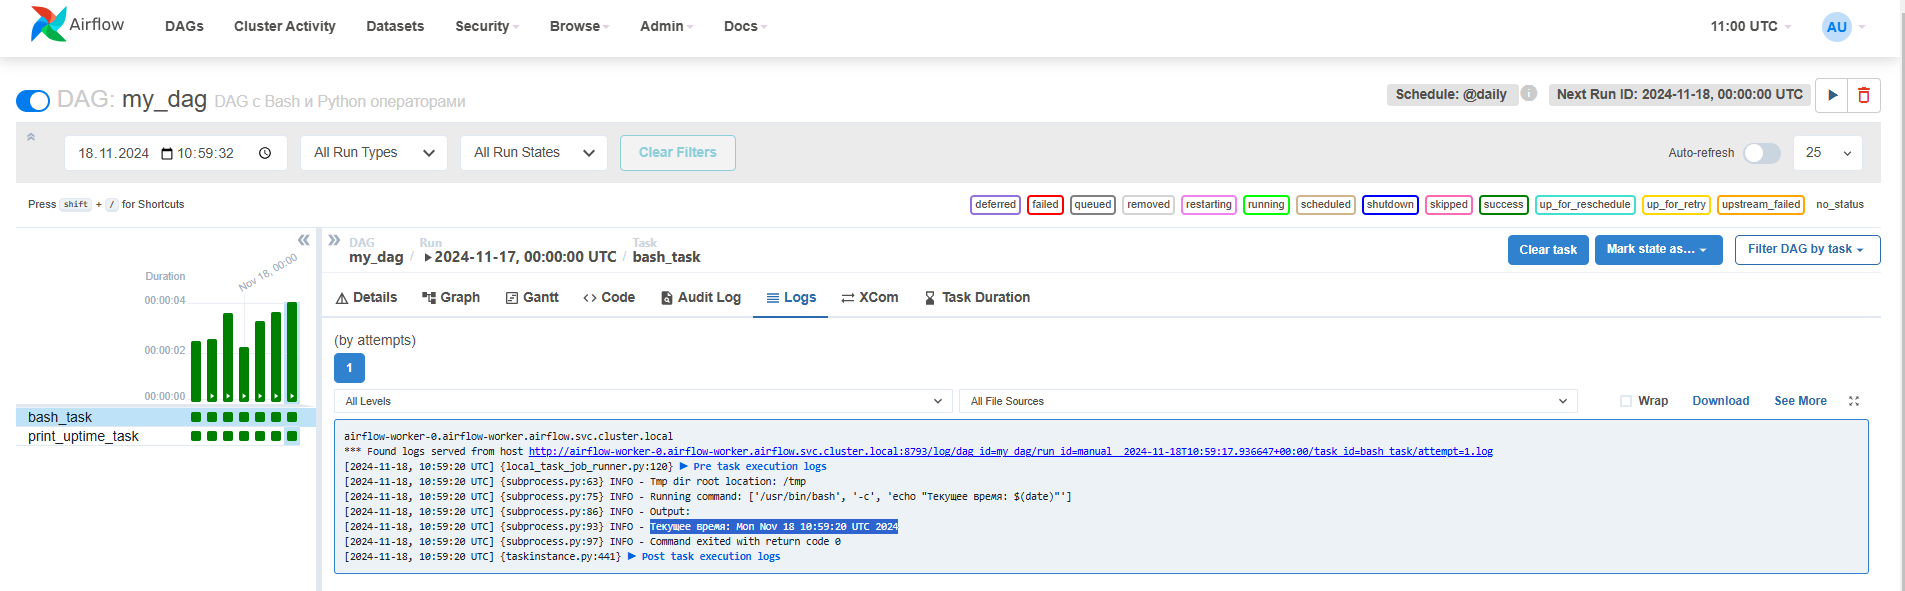 Airflow DAGs Cluster Activity Datasets Security Browse Admin Docs 11:00 UTC AU
DAG: my_dag DAG с Bash и Python операторами Schedule: @daily i Next Run ID: 2024-11-18, 00:00:00 UTC
18.11.2024 10:59:32 All Run Types All Run States Clear Filters Auto-refresh 25
Press shift + / for Shortcuts deferred failed queued removed restarting running scheduled shutdown skipped success up_for_reschedule up_for_retry upstream_failed no_status
Duration
Nov 18, 00:00
00:00:04
00:00:02
00:00:00
bash_task
print_uptime_task
DAG Run Task
my_dag / 2024-11-17, 00:00:00 UTC / bash_task
Clear task Mark state as... Filter DAG by task
Details Graph Gantt Code Audit Log Logs XCom Task Duration
(by attempts)
1
All Levels All File Sources Wrap Download See More
airflow-worker-0.airflow-worker.airflow.svc.cluster.local
*** Found logs served from host http://airflow-worker-0.airflow-worker.airflow.svc.cluster.local:8793/log/dag_id=my_dag/run_id=manual__2024-11-18T10:59:17.936647+00:00/task_id=bash_task/attempt=1.log
[2024-11-18, 10:59:20 UTC] {local_task_job_runner.py:120} ▶ Pre task execution logs
[2024-11-18, 10:59:20 UTC] {subprocess.py:63} INFO - Tmp dir root location: /tmp
[2024-11-18, 10:59:20 UTC] {subprocess.py:75} INFO - Running command: ['/usr/bin/bash', '-c', 'echo "Текущее время: $(date)"']
[2024-11-18, 10:59:20 UTC] {subprocess.py:86} INFO - Output:
[2024-11-18, 10:59:20 UTC] {subprocess.py:93} INFO - Текущее время: Mon Nov 18 10:59:20 UTC 2024
[2024-11-18, 10:59:20 UTC] {subprocess.py:97} INFO - Command exited with return code 0
[2024-11-18, 10:59:20 UTC] {taskinstance.py:441} ▶ Post task execution logs